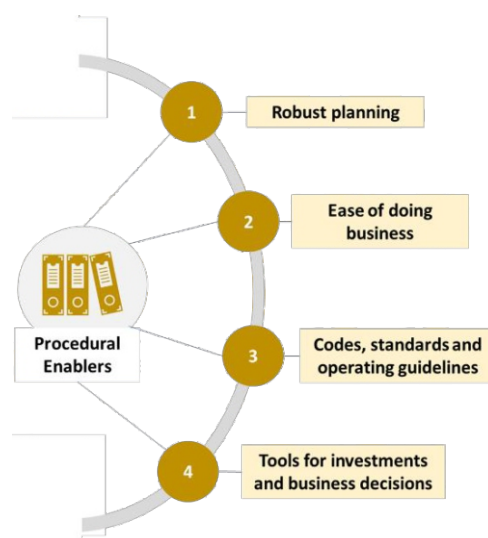 1
Robust planning
2
Ease of doing
business
Procedural
Enablers
3
Codes, standards and
operating guidelines
4
Tools for investments
and business decisions